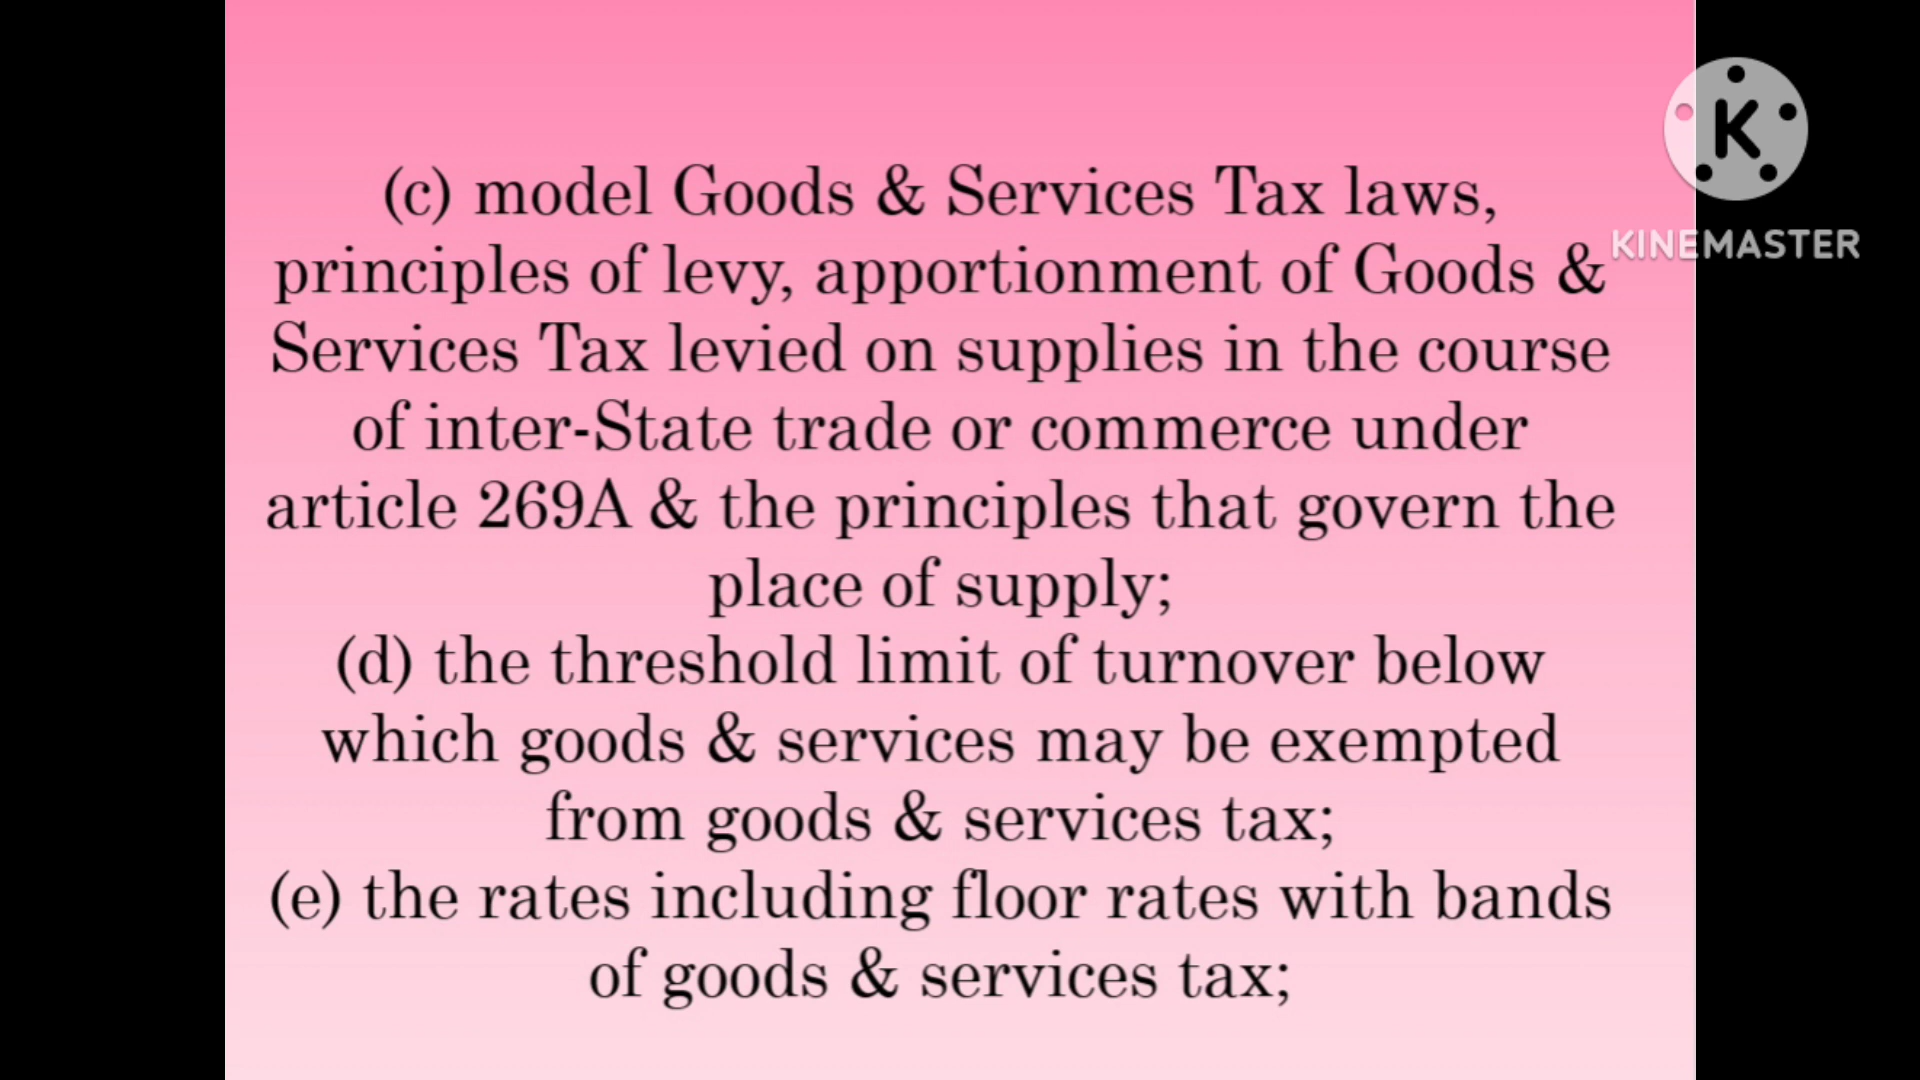 (c) model Goods & Services Tax laws,
principles of levy, apportionment of Goods &
Services Tax levied on supplies in the course
of inter-State trade or commerce under
article 269A & the principles that govern the
place of supply;
(d) the threshold limit of turnover below
which goods & services may be exempted
from goods & services tax;
(e) the rates including floor rates with bands
of goods & services tax;
K
KINEMASTER